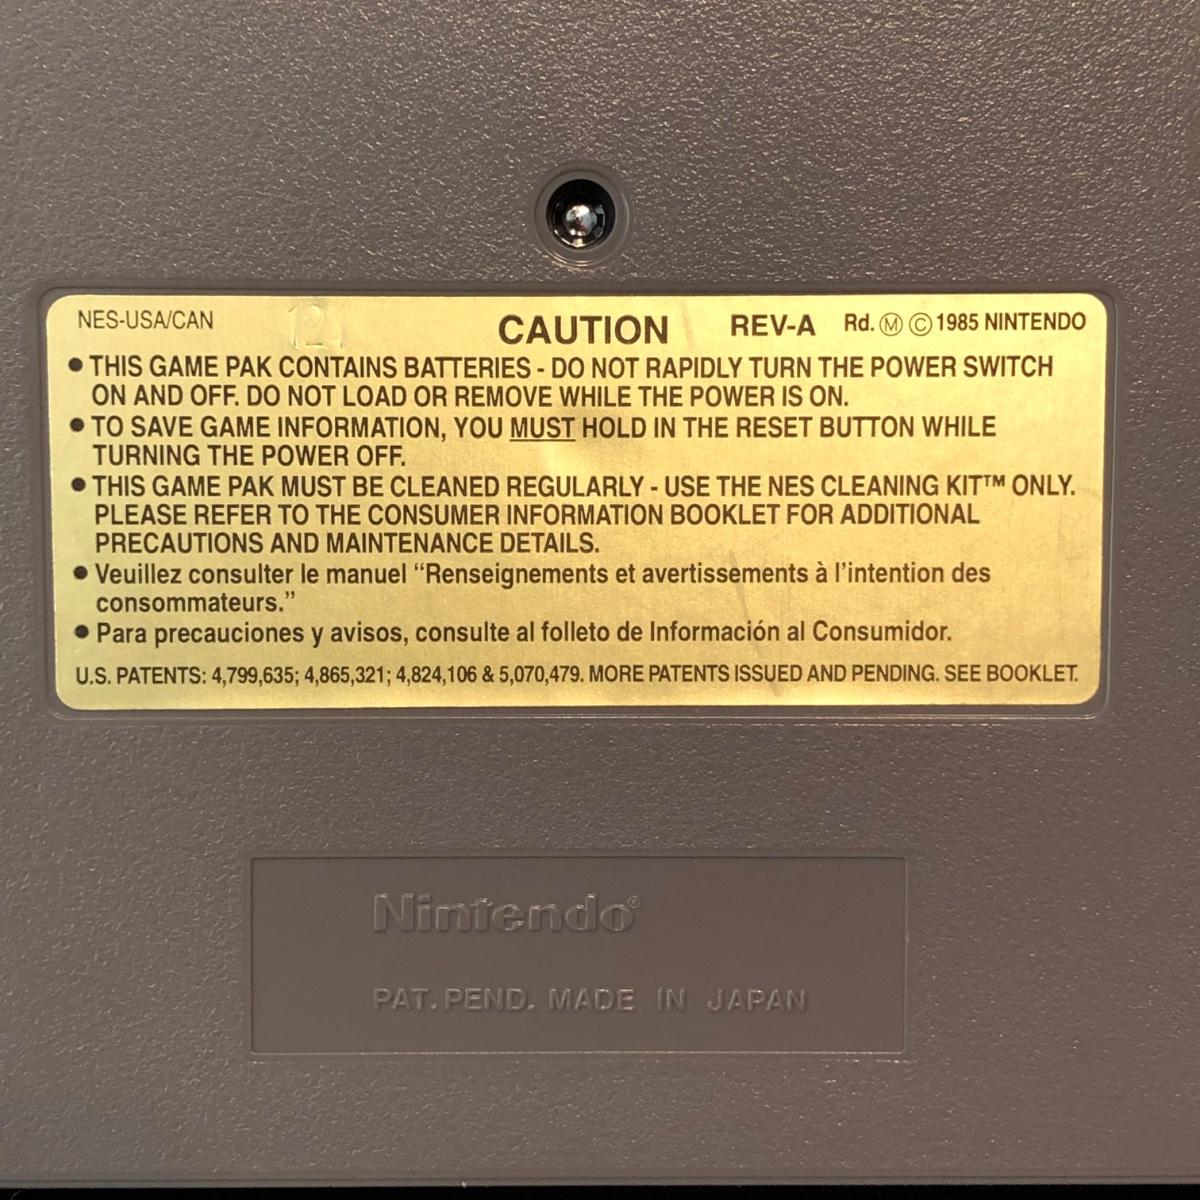 NES-USA/CAN 12 CAUTION REV-A Rd. Ⓜ © 1985 NINTENDO
● THIS GAME PAK CONTAINS BATTERIES - DO NOT RAPIDLY TURN THE POWER SWITCH
ON AND OFF. DO NOT LOAD OR REMOVE WHILE THE POWER IS ON.
● TO SAVE GAME INFORMATION, YOU MUST HOLD IN THE RESET BUTTON WHILE
TURNING THE POWER OFF.
● THIS GAME PAK MUST BE CLEANED REGULARLY - USE THE NES CLEANING KIT™ ONLY.
PLEASE REFER TO THE CONSUMER INFORMATION BOOKLET FOR ADDITIONAL
PRECAUTIONS AND MAINTENANCE DETAILS.
● Veuillez consulter le manuel “Renseignements et avertissements à l’intention des
consommateurs.”
● Para precauciones y avisos, consulte al folleto de Información al Consumidor.
U.S. PATENTS: 4,799,635; 4,865,321; 4,824,106 & 5,070,479. MORE PATENTS ISSUED AND PENDING. SEE BOOKLET.
Nintendo®
PAT. PEND. MADE IN JAPAN